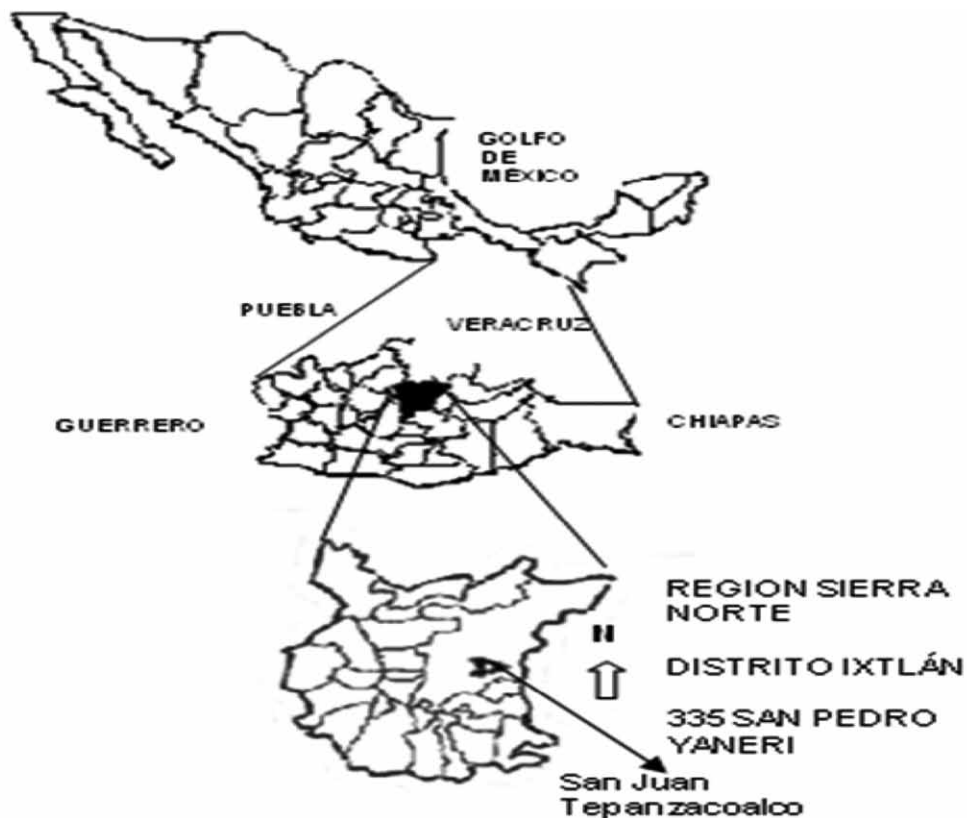 GOLFO
DE
MEXICO
PUEBLA
VERACRUZ
GUERRERO
CHIAPAS
REGION SIERRA
NORTE
N
DISTRITO IXTLÁN
335 SAN PEDRO
YANERI
San Juan
Tepanzacoalco